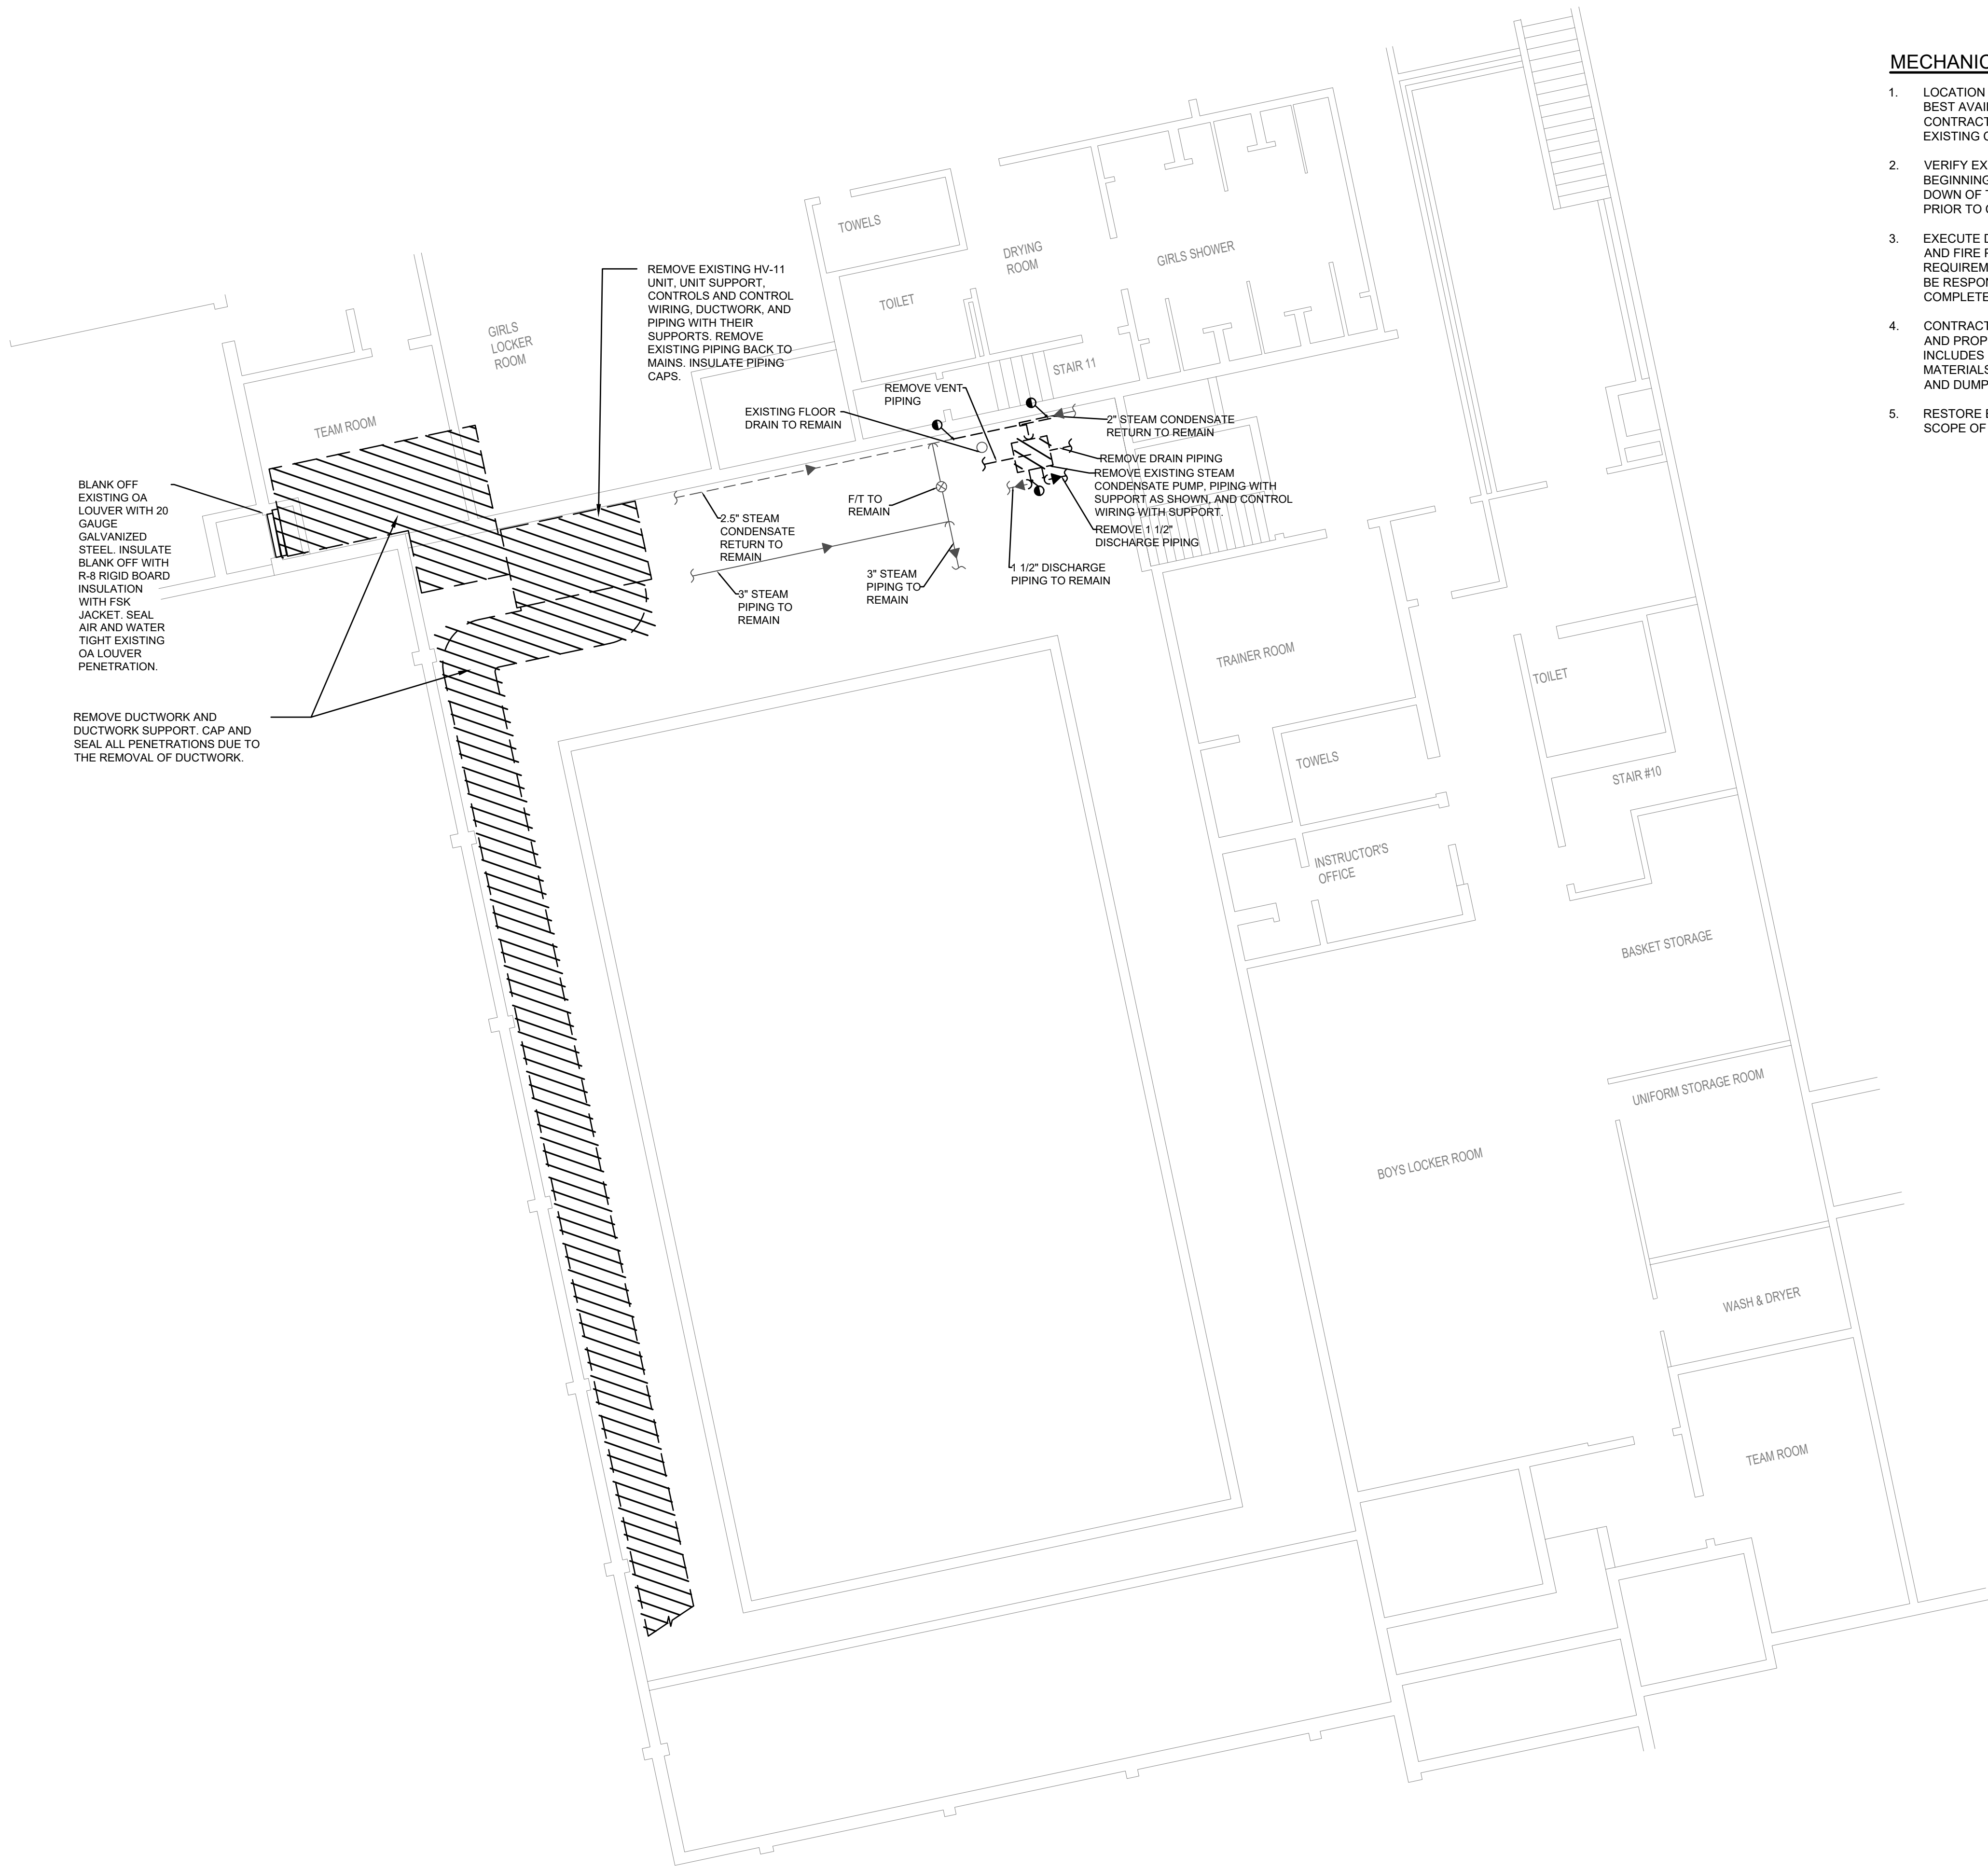 MECHANIC
1. LOCATION
BEST AVAI
CONTRACT
EXISTING
2. VERIFY EX
BEGINNING
DOWN OF
PRIOR TO
3. EXECUTE
AND FIRE
REQUIREM
BE RESPON
COMPLETE
4. CONTRACT
AND PROP
INCLUDES
MATERIALS
AND DUMP
5. RESTORE
SCOPE OF
TOWELS
DRYING
ROOM
GIRLS SHOWER
TOILET
GIRLS
LOCKER
ROOM
REMOVE EXISTING HV-11
UNIT, UNIT SUPPORT,
CONTROLS AND CONTROL
WIRING, DUCTWORK, AND
PIPING WITH THEIR
SUPPORTS. REMOVE
EXISTING PIPING BACK TO
MAINS. INSULATE PIPING
CAPS.
STAIR 11
TEAM ROOM
REMOVE VENT
PIPING
EXISTING FLOOR
DRAIN TO REMAIN
2" STEAM CONDENSATE
RETURN TO REMAIN
REMOVE DRAIN PIPING
REMOVE EXISTING STEAM
CONDENSATE PUMP, PIPING WITH
SUPPORT AS SHOWN, AND CONTROL
WIRING WITH SUPPORT.
REMOVE 1 1/2"
DISCHARGE PIPING
1 1/2" DISCHARGE
PIPING TO REMAIN
F/T TO
REMAIN
2.5" STEAM
CONDENSATE
RETURN TO
REMAIN
3" STEAM
PIPING TO
REMAIN
3" STEAM
PIPING TO
REMAIN
BLANK OFF
EXISTING OA
LOUVER WITH 20
GAUGE
GALVANIZED
STEEL. INSULATE
BLANK OFF WITH
R-8 RIGID BOARD
INSULATION
WITH FSK
JACKET. SEAL
AIR AND WATER
TIGHT EXISTING
OA LOUVER
PENETRATION.
REMOVE DUCTWORK AND
DUCTWORK SUPPORT. CAP AND
SEAL ALL PENETRATIONS DUE TO
THE REMOVAL OF DUCTWORK.
TRAINER ROOM
TOILET
TOWELS
STAIR #10
INSTRUCTOR'S
OFFICE
BASKET STORAGE
UNIFORM STORAGE ROOM
BOYS LOCKER ROOM
WASH & DRYER
TEAM ROOM